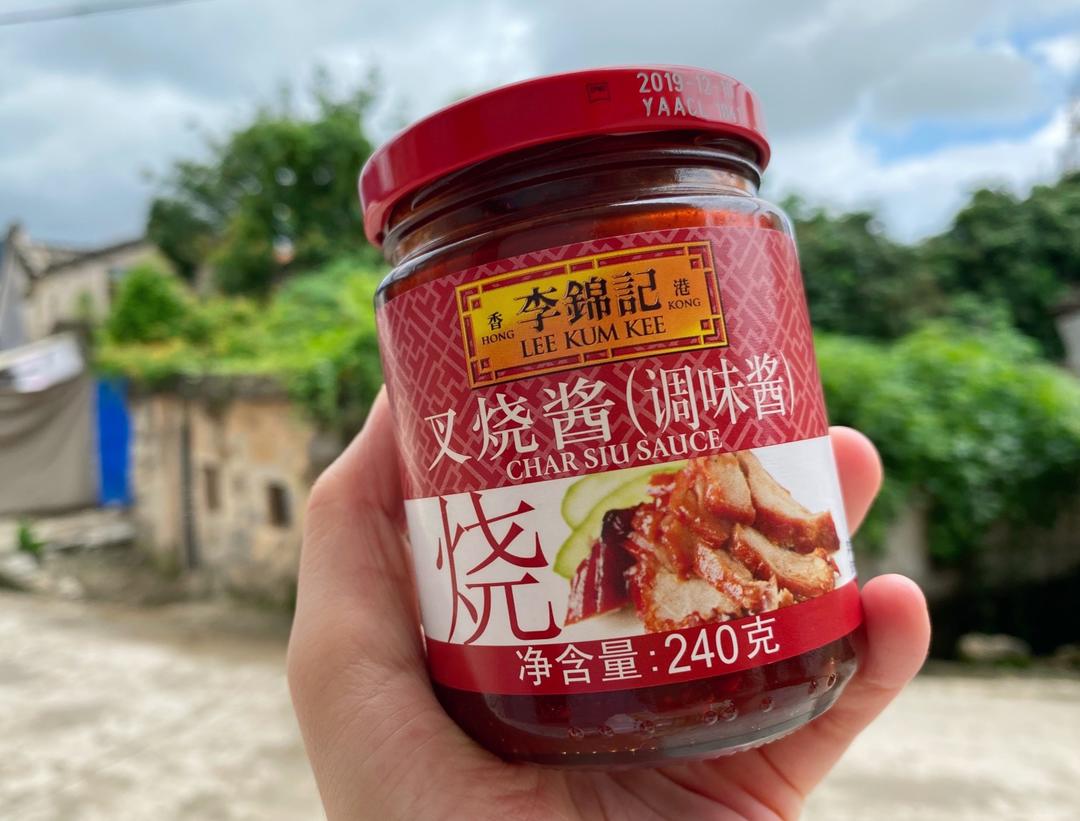 2019-12-1
YAACL
李錦記
香 港
HONG KONG
LEE KUM KEE
叉烧酱(调味酱)
CHAR SIU SAUCE
烧
净含量:240克